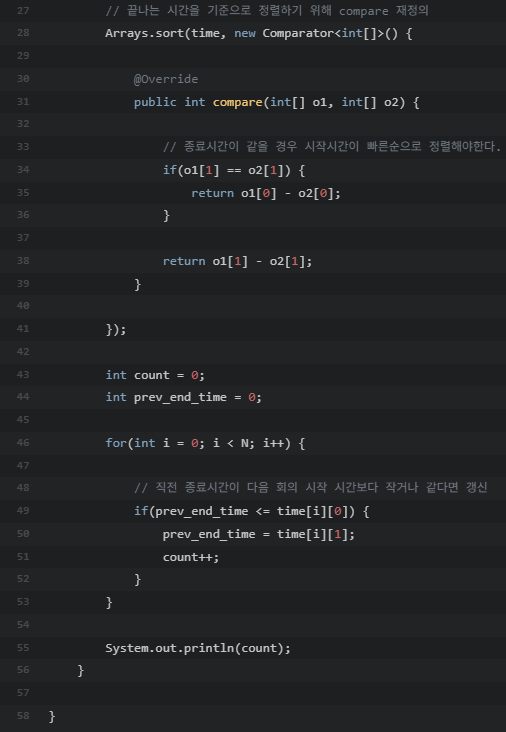 27 // 끝나는 시간을 기준으로 정렬하기 위해 compare 재정의
28 Arrays.sort(time, new Comparator<int[]>() {
29
30 @Override
31 public int compare(int[] o1, int[] o2) {
32
33 // 종료시간이 같을 경우 시작시간이 빠른순으로 정렬해야한다.
34 if(o1[1] == o2[1]) {
35 return o1[0] - o2[0];
36 }
37
38 return o1[1] - o2[1];
39 }
40
41 });
42
43 int count = 0;
44 int prev_end_time = 0;
45
46 for(int i = 0; i < N; i++) {
47
48 // 직전 종료시간이 다음 회의 시작 시간보다 작거나 같다면 갱신
49 if(prev_end_time <= time[i][0]) {
50 prev_end_time = time[i][1];
51 count++;
52 }
53 }
54
55 System.out.println(count);
56 }
57
58 }